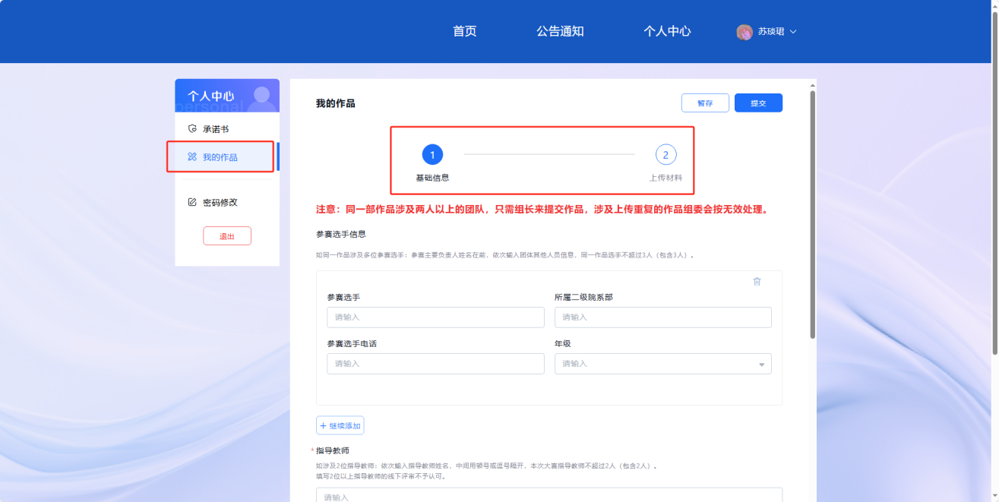 首页 公告通知 个人中心 苏琰珺
个人中心
personal
承诺书
我的作品
密码修改
退出
我的作品
暂存 提交
1 2
基础信息 上传材料
注意：同一部作品涉及两人以上的团队，只需组长来提交作品，涉及上传重复的作品组委会按无效处理。
参赛选手信息
如同一作品涉及多位参赛选手：参赛主要负责人姓名在前，依次输入团体其他人员信息，同一作品选手不超过3人（包含3人）。
参赛选手 所属二级院系部
请输入 请输入
参赛选手电话 年级
请输入 请输入
+ 继续添加
* 指导教师
如涉及2位指导教师：依次输入指导教师姓名，中间用顿号或逗号隔开，本次大赛指导教师不超过2人（包含2人）。
填写2位以上指导教师的线下评审不予认可。
请输入